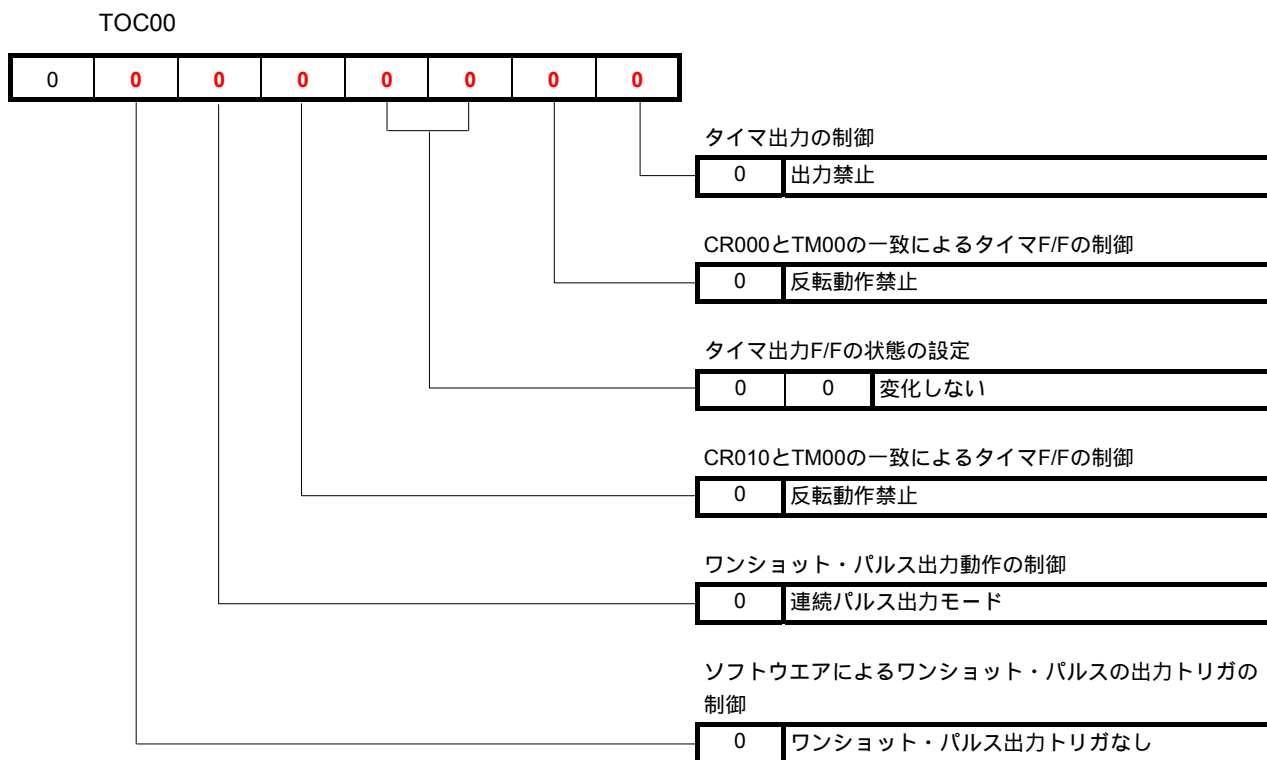 TOC00
0 0 0 0 0 0 0 0
タイマ出力の制御
0 出力禁止
CR000とTM00の一致によるタイマF/Fの制御
0 反転動作禁止
タイマ出力F/Fの状態の設定
0 0 変化しない
CR010とTM00の一致によるタイマF/Fの制御
0 反転動作禁止
ワンショット・パルス出力動作の制御
0 連続パルス出力モード
ソフトウエアによるワンショット・パルスの出力トリガの
制御
0 ワンショット・パルス出力トリガなし